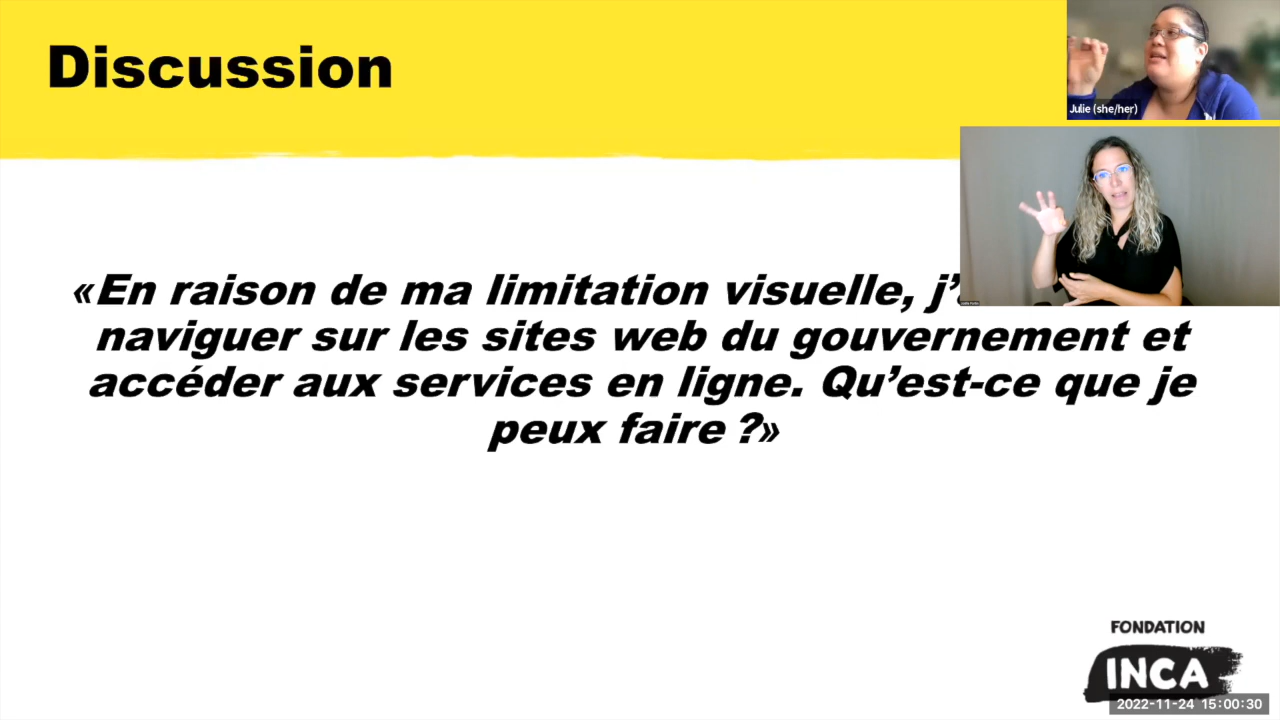 Discussion
Julie (she/her)
«En raison de ma limitation visuelle, j’
naviguer sur les sites web du gouvernement et
accéder aux services en ligne. Qu’est-ce que je
peux faire ?»
FONDATION
INCA
2022-11-24 15:00:30